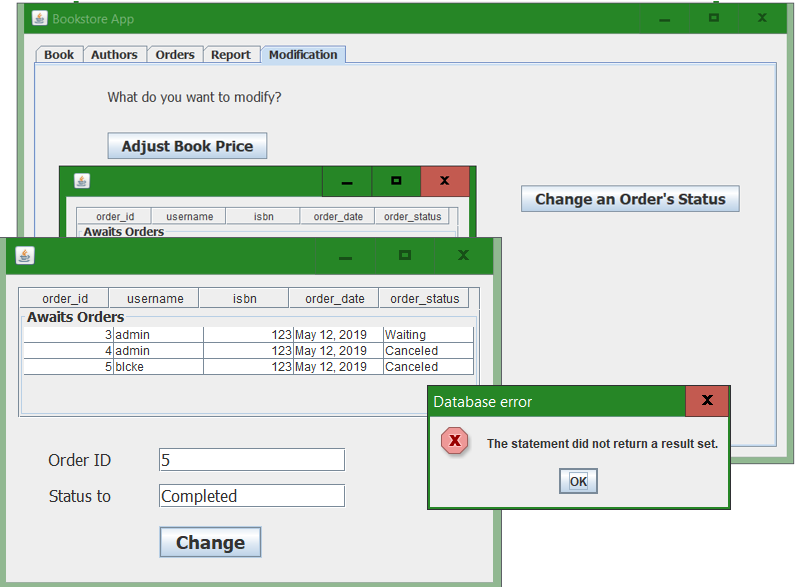 Bookstore App
Book Authors Orders Report Modification
What do you want to modify?
Adjust Book Price
Change an Order's Status
order_id username isbn order_date order_status
Awaits Orders
order_id username isbn order_date order_status
Awaits Orders
3 admin 123 May 12, 2019 Waiting
4 admin 123 May 12, 2019 Canceled
5 blcke 123 May 12, 2019 Canceled
Database error
The statement did not return a result set.
OK
Order ID 5
Status to Completed
Change